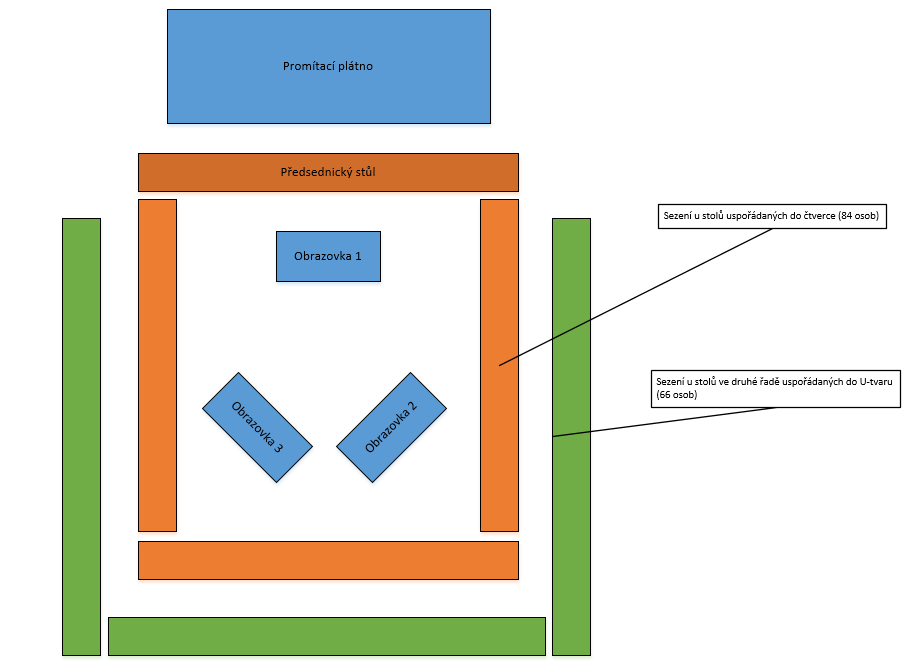 Promítací plátno
Předsednický stůl
Sezení u stolů uspořádaných do čtverce (84 osob)
Obrazovka 1
Sezení u stolů ve druhé řadě uspořádaných do U-tvaru
(66 osob)
Obrazovka 3
Obrazovka 2